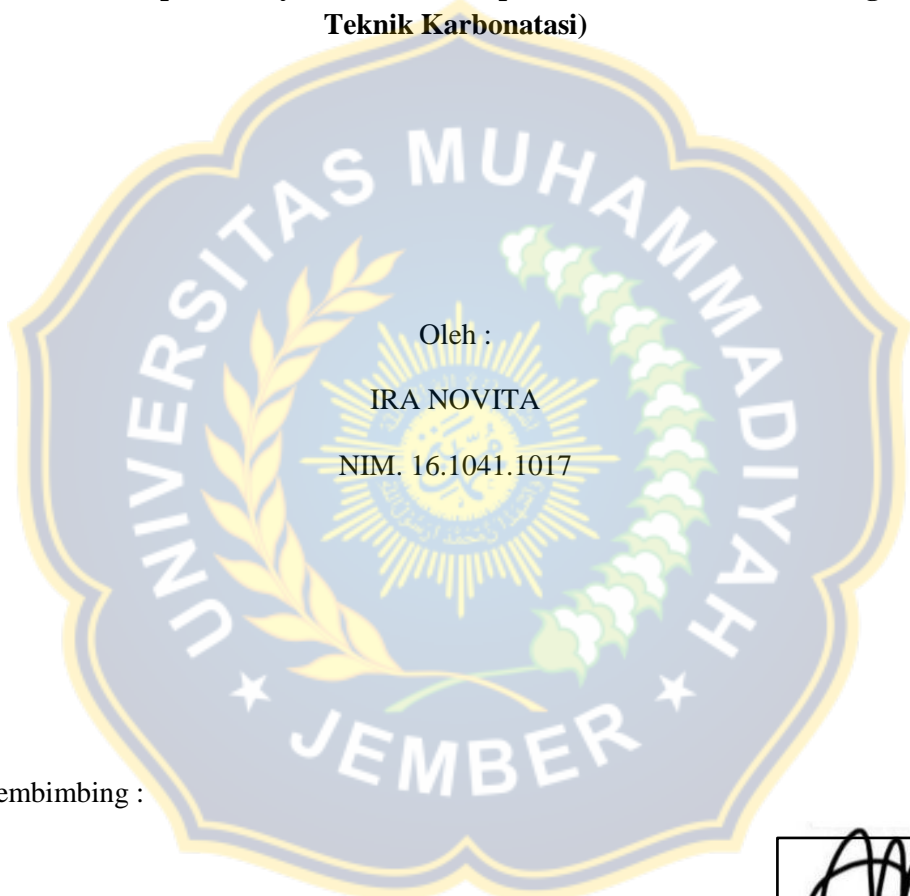 Teknik Karbonatasi)
UNIVERSITAS MUHAMMADIYAH
Oleh :
IRA NOVITA
NIM. 16.1041.1017
★ JEMBER ★
embimbing :